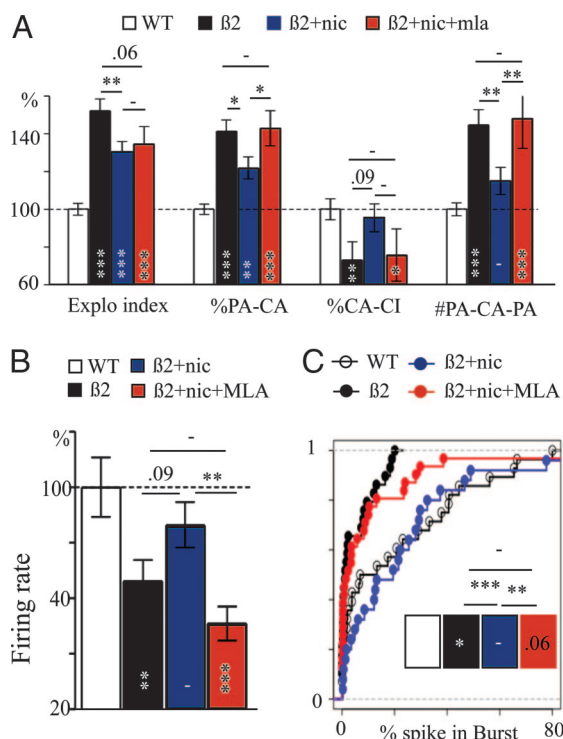 A
WT ß2 ß2+nic ß2+nic+mla
%
.06
** -
-
* *
-
.09 -
-
** **
140
100
60
*** *** ***
*** ** ***
** *
*** - ***
Explo index %PA-CA %CA-CI #PA-CA-PA
B
WT ß2+nic
ß2 ß2+nic+MLA
%
-
.09 **
100
40
20
Firing rate
** - ***
C
WT ß2+nic
ß2 ß2+nic+MLA
1
-
*** **
* - .06
0
0 % spike in Burst 80